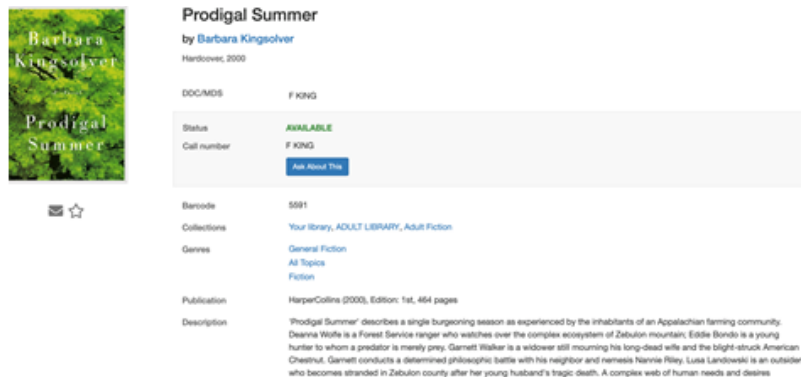 Prodigal Summer
by Barbara Kingsolver
Hardcover, 2000
Barbara
Kingsolver
Prodigal
Summer
DDC/MDS F KING
Status AVAILABLE
Call number F KING
Ask About This
Barcode 5591
Collections Your library, ADULT LIBRARY, Adult Fiction
Genres General Fiction
All Topics
Fiction
Publication HarperCollins (2000), Edition: 1st, 464 pages
Description 'Prodigal Summer' describes a single burgeoning season as experienced by the inhabitants of an Appalachian farming community.
Deanna Wolfe is a Forest Service ranger who watches over the complex ecosystem of Zebulon mountain; Eddie Bondo is a young
hunter to whom a predator is merely prey. Garnett Walker is a widower still mourning his long-dead wife and the blight-struck American
Chestnut. Garnett conducts a determined philosophic battle with his neighbor and nemesis Nannie Riley. Lusa Landowski is an outsider
who becomes stranded in Zebulon county after her young husband's tragic death. A complex web of human needs and desires